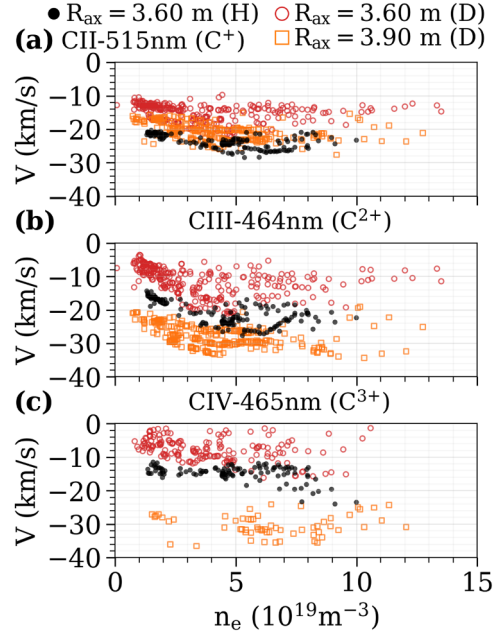 R_ax = 3.60 m (H) R_ax = 3.60 m (D)
(a) CII-515nm (C⁺) R_ax = 3.90 m (D)
0
−10
−20
−30
−40
V (km/s)
(b) CIII-464nm (C²⁺)
0
−10
−20
−30
−40
V (km/s)
(c) CIV-465nm (C³⁺)
0
−10
−20
−30
−40
V (km/s)
0 5 10 15
n_e (10¹⁹m⁻³)